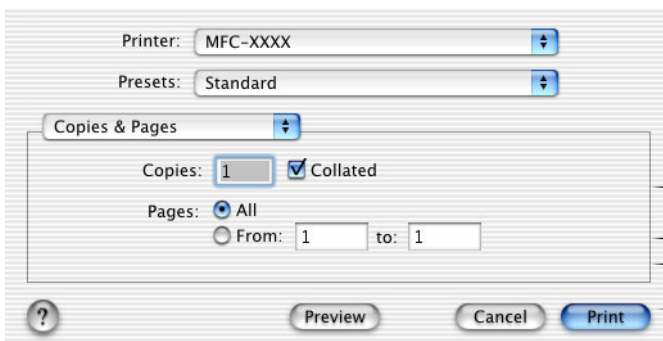 Printer: MFC-XXXX
Presets: Standard
Copies & Pages
Copies: 1 Collated
Pages: All
From: 1 to: 1
? Preview Cancel Print